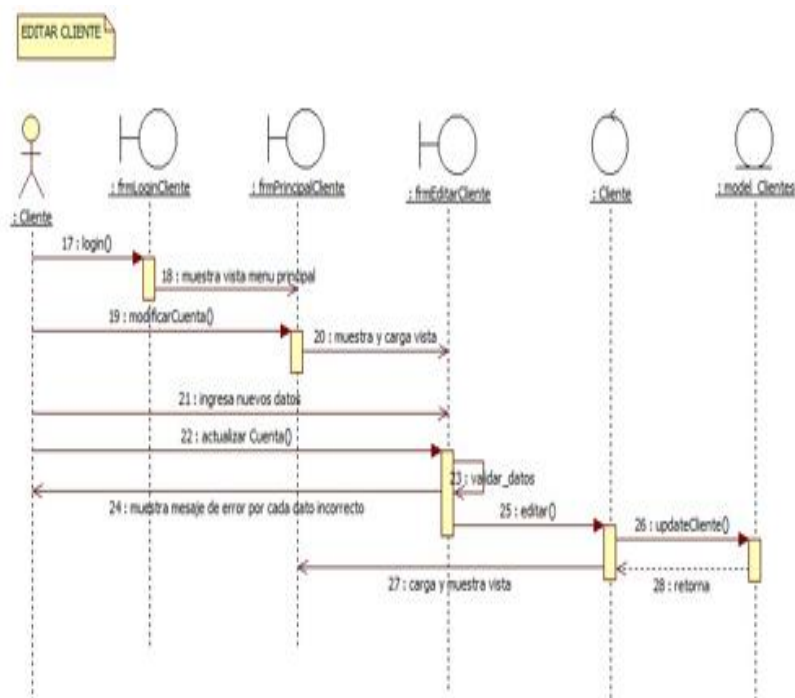 EDITAR CLIENTE
: Cliente
: frmLoginCliente
: frmPrincipalCliente
: frmEditarCliente
: Cliente
: model_Clientes
17 : login()
18 : muestra vista menu principal
19 : modificarCuenta()
20 : muestra y carga vista
21 : ingresa nuevos datos
22 : actualizar Cuenta()
23 : validar_datos
24 : muestra mesaje de error por cada dato incorrecto
25 : editar()
26 : updateCliente()
27 : carga y muestra vista
28 : retorna